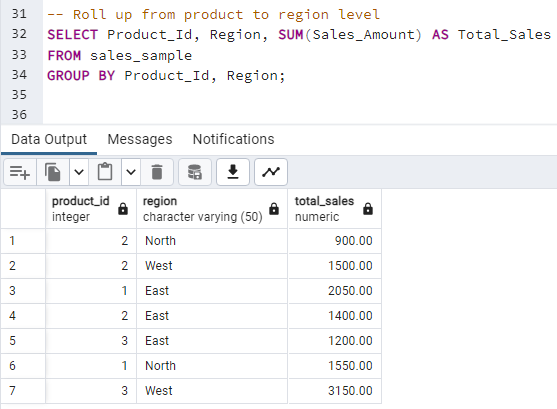 31 -- Roll up from product to region level
32 SELECT Product_Id, Region, SUM(Sales_Amount) AS Total_Sales
33 FROM sales_sample
34 GROUP BY Product_Id, Region;
35
36
Data Output Messages Notifications
product_id region total_sales
integer character varying (50) numeric
1 2 North 900.00
2 2 West 1500.00
3 1 East 2050.00
4 2 East 1400.00
5 3 East 1200.00
6 1 North 1550.00
7 3 West 3150.00